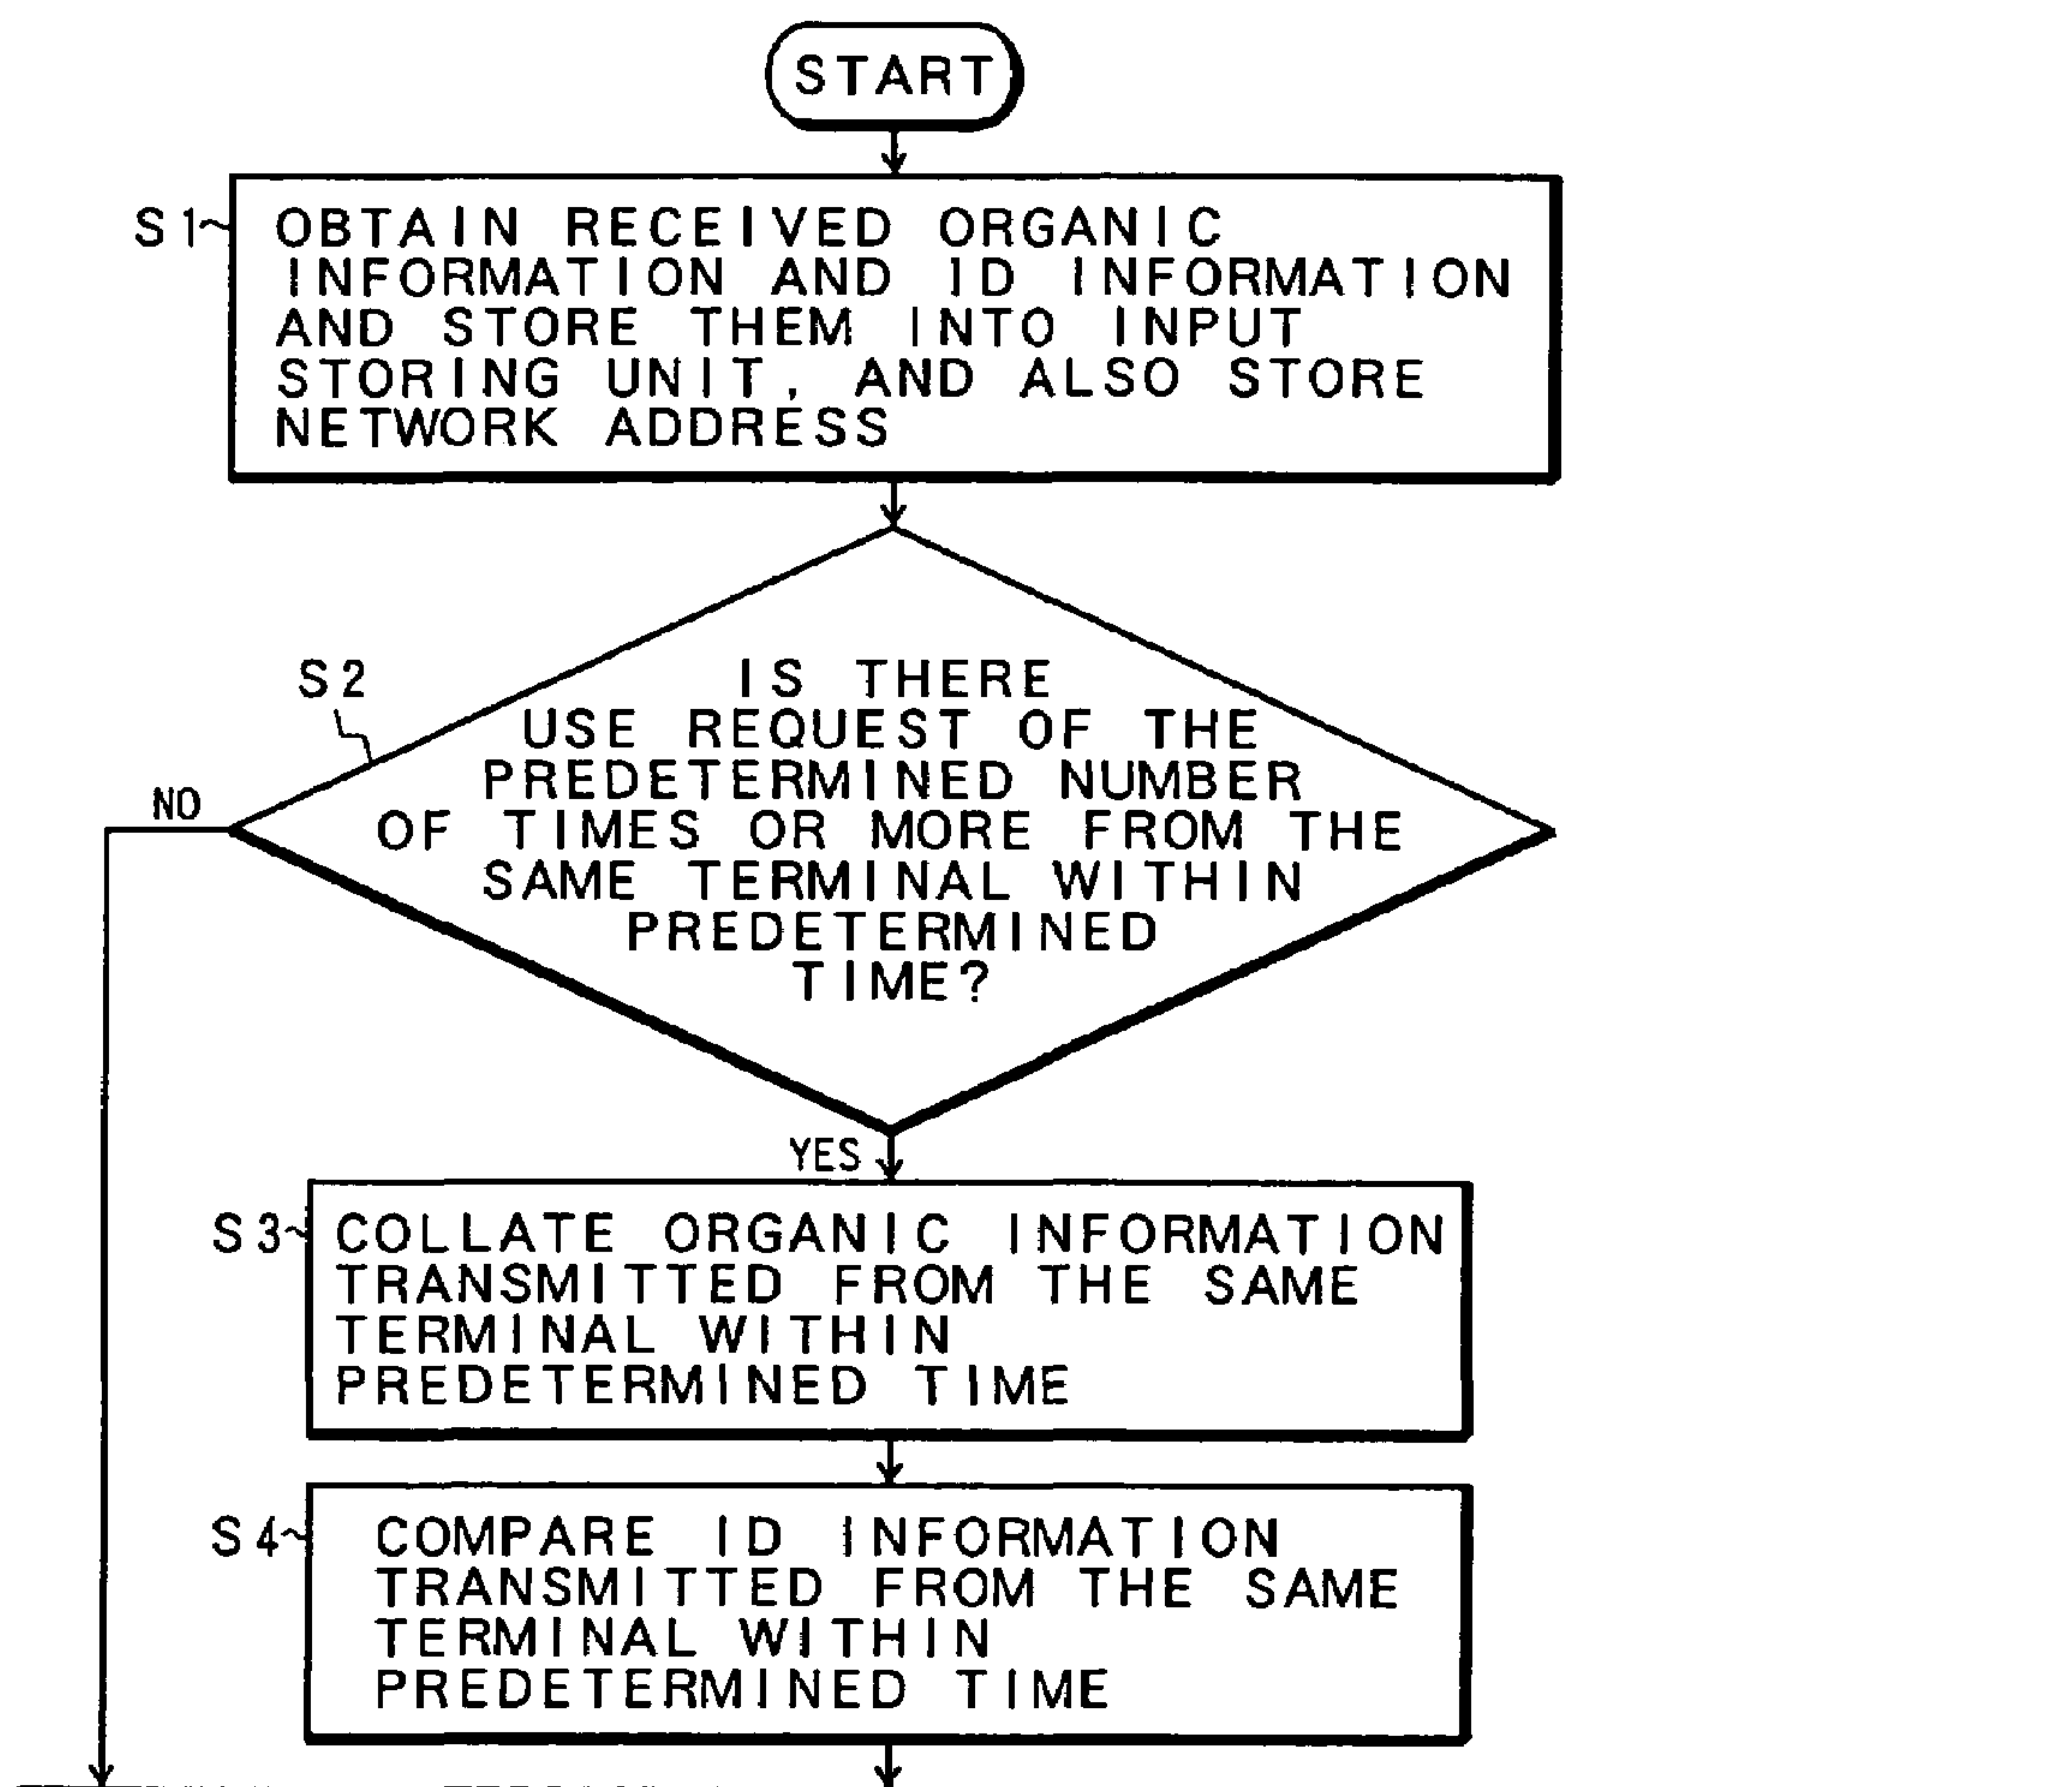 START
S1
OBTAIN RECEIVED ORGANIC
INFORMATION AND ID INFORMATION
AND STORE THEM INTO INPUT
STORING UNIT, AND ALSO STORE
NETWORK ADDRESS
S2
IS THERE
USE REQUEST OF THE
PREDETERMINED NUMBER
OF TIMES OR MORE FROM THE
SAME TERMINAL WITHIN
PREDETERMINED
TIME?
NO
YES
S3
COLLATE ORGANIC INFORMATION
TRANSMITTED FROM THE SAME
TERMINAL WITHIN
PREDETERMINED TIME
S4
COMPARE ID INFORMATION
TRANSMITTED FROM THE SAME
TERMINAL WITHIN
PREDETERMINED TIME